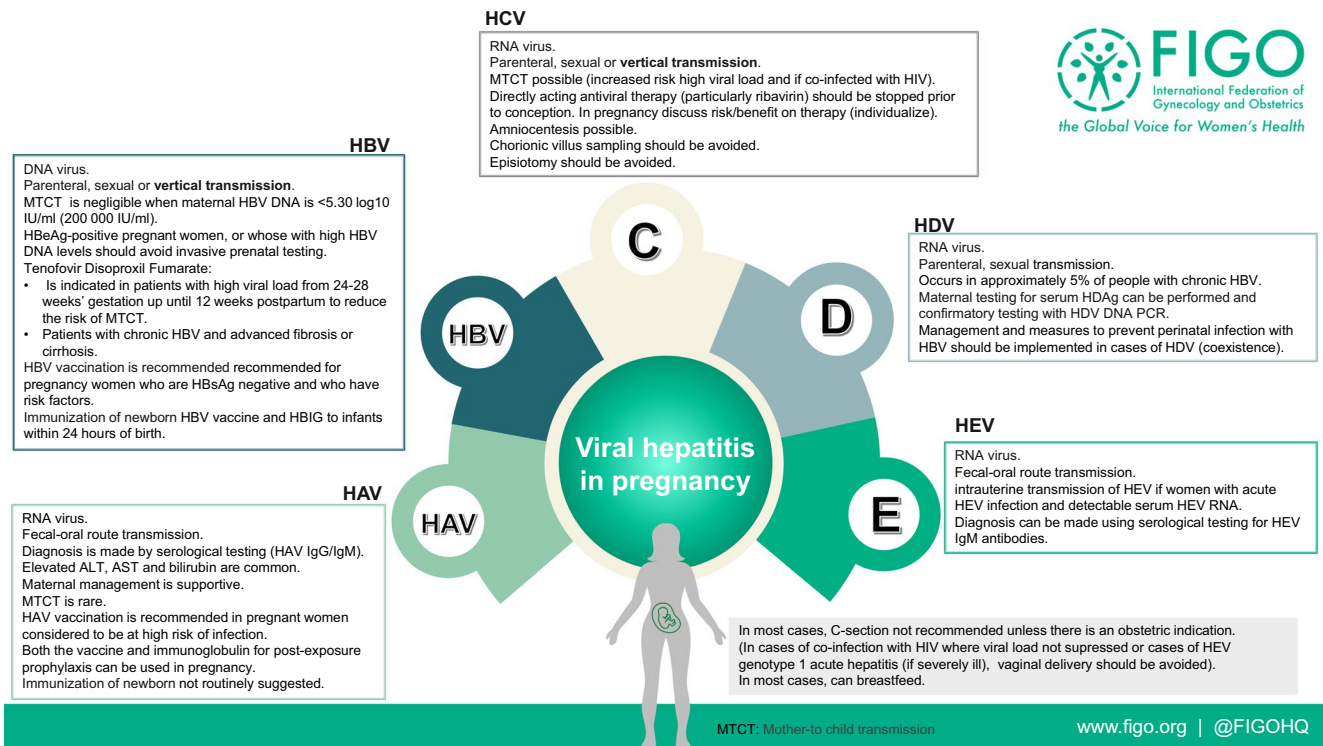 HCV
RNA virus.
Parenteral, sexual or vertical transmission.
MTCT possible (increased risk high viral load and if co-infected with HIV).
Directly acting antiviral therapy (particularly ribavirin) should be stopped prior
to conception. In pregnancy discuss risk/benefit on therapy (individualize).
Amniocentesis possible.
Chorionic villus sampling should be avoided.
Episiotomy should be avoided.
FIGO
International Federation of
Gynecology and Obstetrics
the Global Voice for Women's Health
HBV
DNA virus.
Parenteral, sexual or vertical transmission.
MTCT is negligible when maternal HBV DNA is <5.30 log10
IU/ml (200 000 IU/ml).
HBeAg-positive pregnant women, or whose with high HBV
DNA levels should avoid invasive prenatal testing.
Tenofovir Disoproxil Fumarate:
• Is indicated in patients with high viral load from 24-28
weeks' gestation up until 12 weeks postpartum to reduce
the risk of MTCT.
• Patients with chronic HBV and advanced fibrosis or
cirrhosis.
HBV vaccination is recommended recommended for
pregnancy women who are HBsAg negative and who have
risk factors.
Immunization of newborn HBV vaccine and HBIG to infants
within 24 hours of birth.
HDV
RNA virus.
Parenteral, sexual transmission.
Occurs in approximately 5% of people with chronic HBV.
Maternal testing for serum HDAg can be performed and
confirmatory testing with HDV DNA PCR.
Management and measures to prevent perinatal infection with
HBV should be implemented in cases of HDV (coexistence).
C
HBV
D
HAV
E
Viral hepatitis
in pregnancy
HEV
RNA virus.
Fecal-oral route transmission.
intrauterine transmission of HEV if women with acute
HEV infection and detectable serum HEV RNA.
Diagnosis can be made using serological testing for HEV
IgM antibodies.
HAV
RNA virus.
Fecal-oral route transmission.
Diagnosis is made by serological testing (HAV IgG/IgM).
Elevated ALT, AST and bilirubin are common.
Maternal management is supportive.
MTCT is rare.
HAV vaccination is recommended in pregnant women
considered to be at high risk of infection.
Both the vaccine and immunoglobulin for post-exposure
prophylaxis can be used in pregnancy.
Immunization of newborn not routinely suggested.
In most cases, C-section not recommended unless there is an obstetric indication.
(In cases of co-infection with HIV where viral load not supressed or cases of HEV
genotype 1 acute hepatitis (if severely ill), vaginal delivery should be avoided).
In most cases, can breastfeed.
MTCT: Mother-to child transmission
www.figo.org | @FIGOHQ